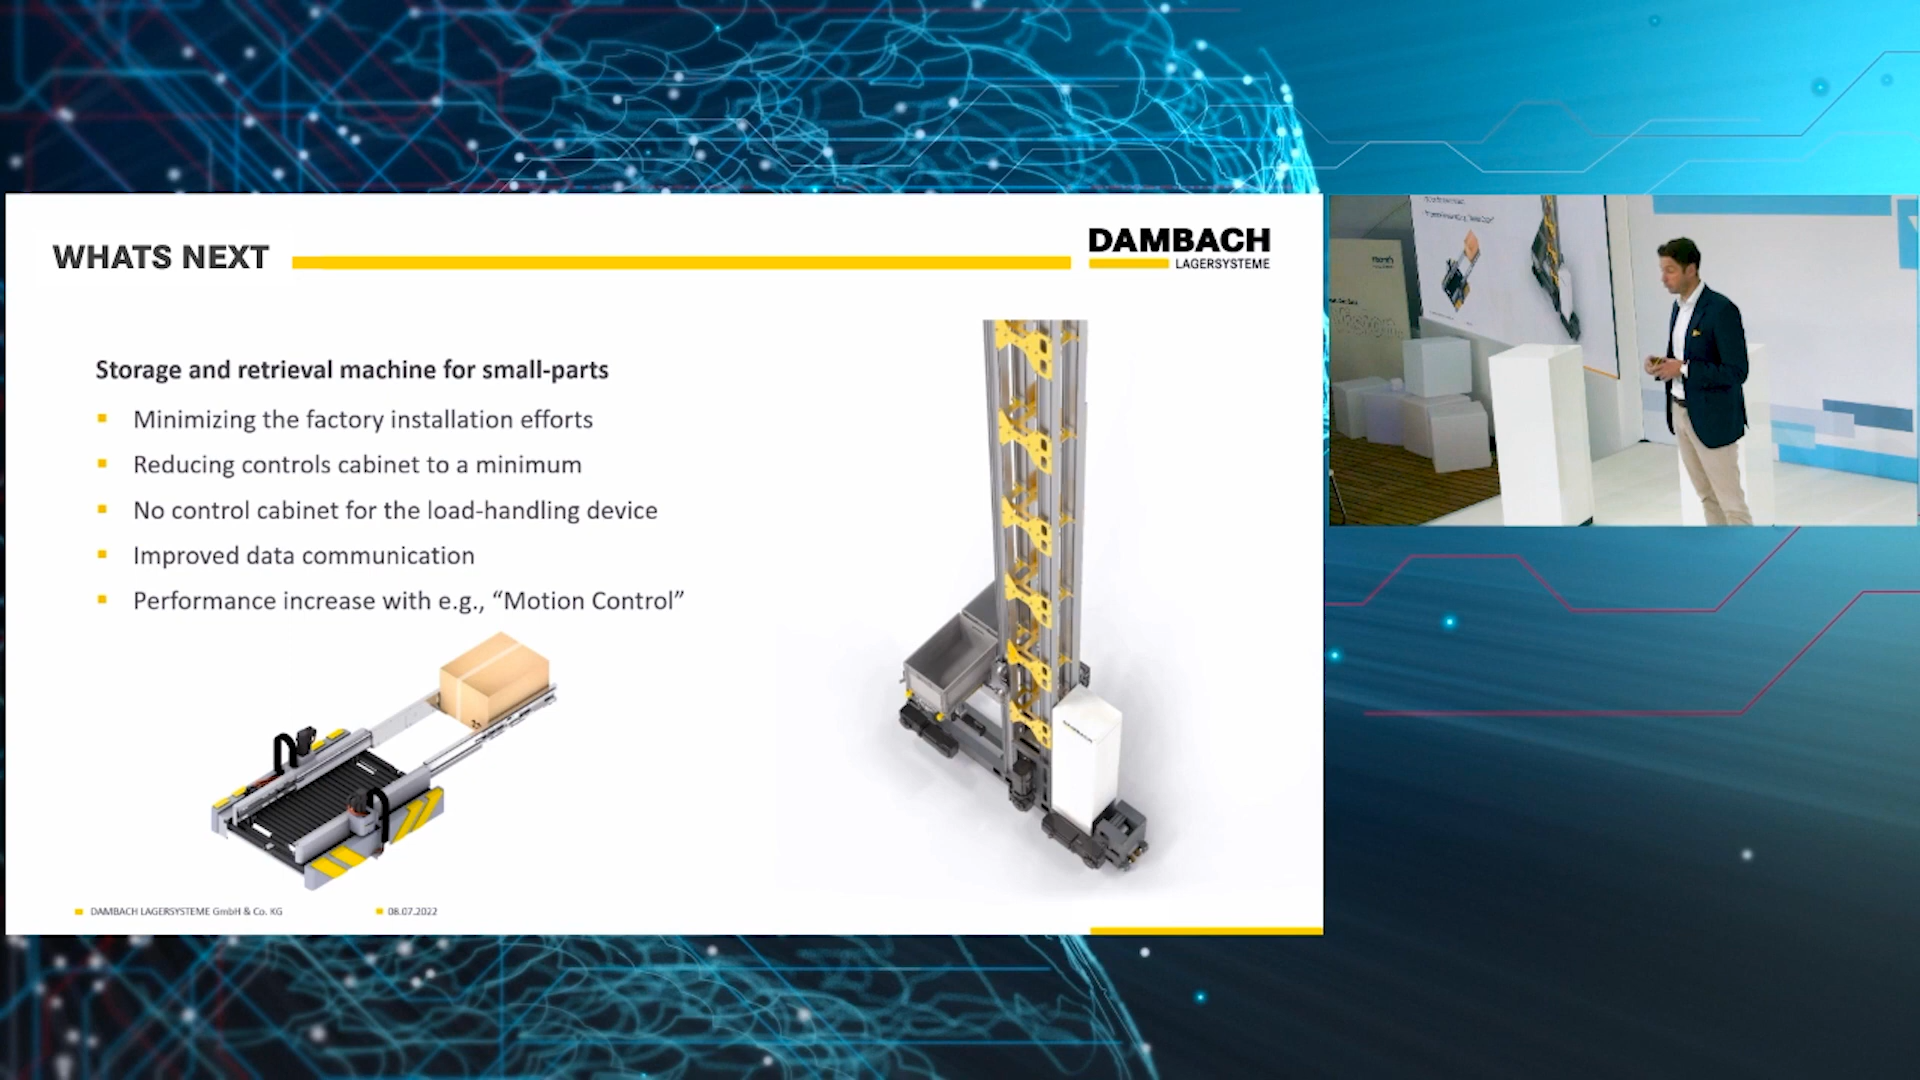 WHATS NEXT
DAMBACH
LAGERSYSTEME
Storage and retrieval machine for small-parts
Minimizing the factory installation efforts
Reducing controls cabinet to a minimum
No control cabinet for the load-handling device
Improved data communication
Performance increase with e.g., “Motion Control”
DAMBACH
DAMBACH LAGERSYSTEME GmbH & Co. KG
08.07.2022